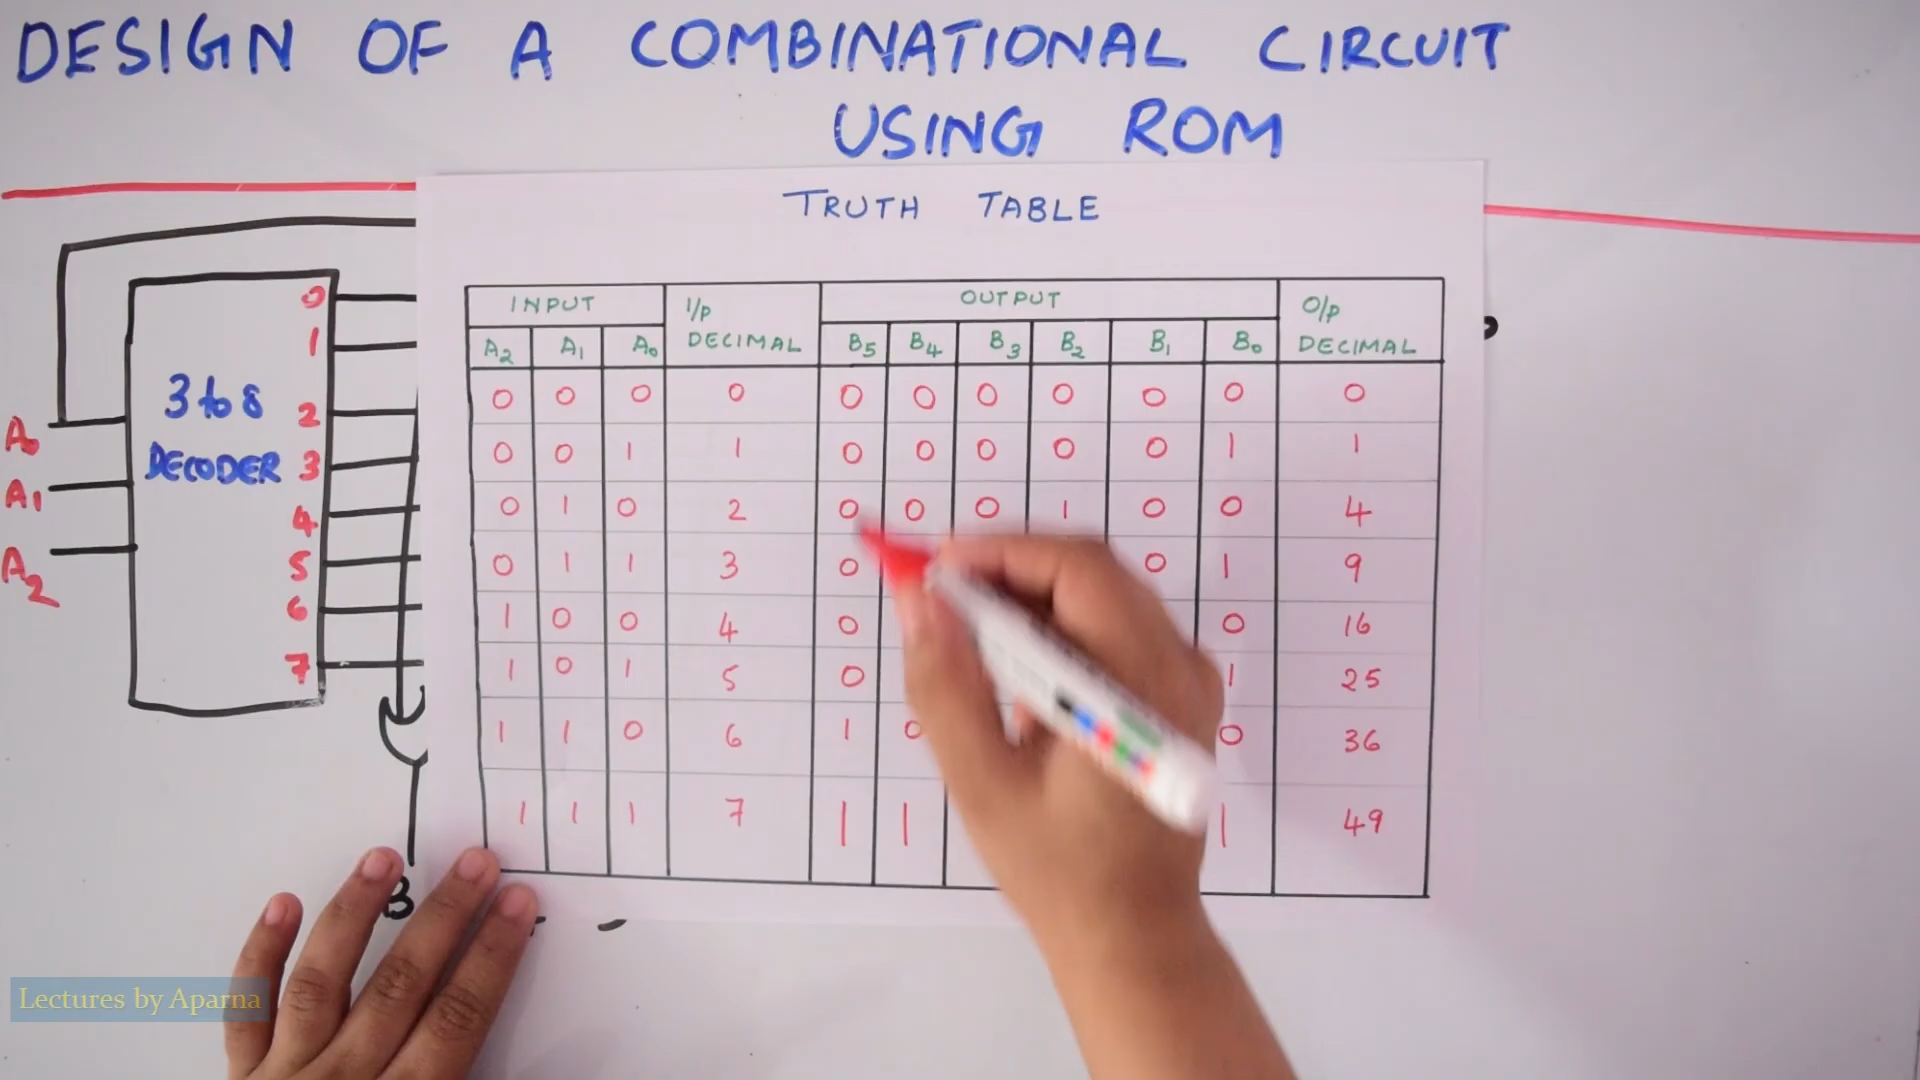 DESIGN OF A COMBINATIONAL CIRCUIT
USING ROM
TRUTH TABLE
INPUT I/P DECIMAL OUTPUT O/P DECIMAL
A2 A1 A0 B5 B4 B3 B2 B1 B0
0 0 0 0 0 0 0 0 0 0 0
0 0 1 1 0 0 0 0 0 1 1
0 1 0 2 0 0 0 1 0 0 4
0 1 1 3 0 0 1 9
1 0 0 4 0 0 16
1 0 1 5 0 1 25
1 1 0 6 1 0 0 36
1 1 1 7 1 1 1 49
3 to 8
DECODER
0
1
2
3
4
5
6
7
A0
A1
A2
B
Lectures by Aparna